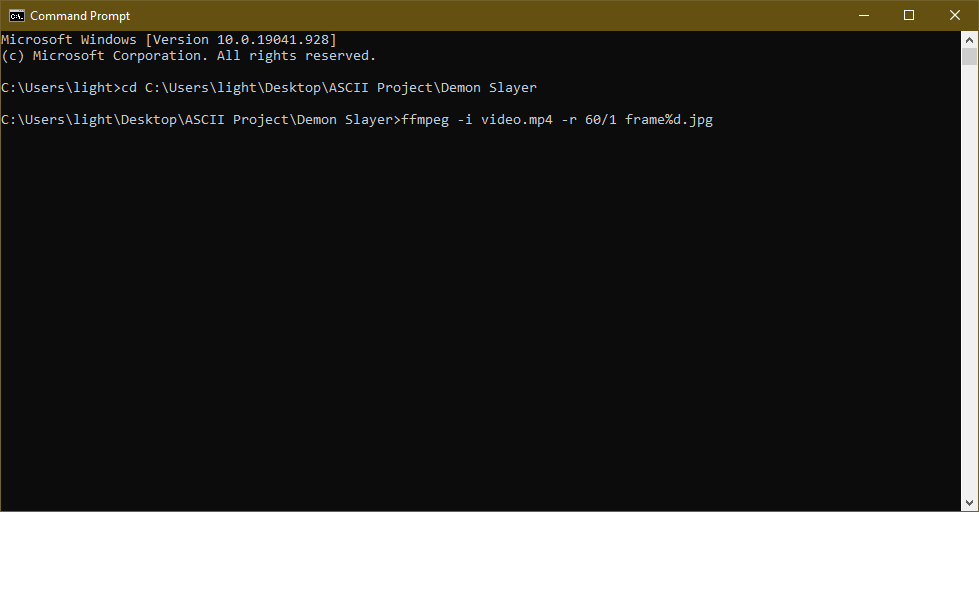 Command Prompt
Microsoft Windows [Version 10.0.19041.928]
(c) Microsoft Corporation. All rights reserved.
C:\Users\light>cd C:\Users\light\Desktop\ASCII Project\Demon Slayer
C:\Users\light\Desktop\ASCII Project\Demon Slayer>ffmpeg -i video.mp4 -r 60/1 frame%d.jpg